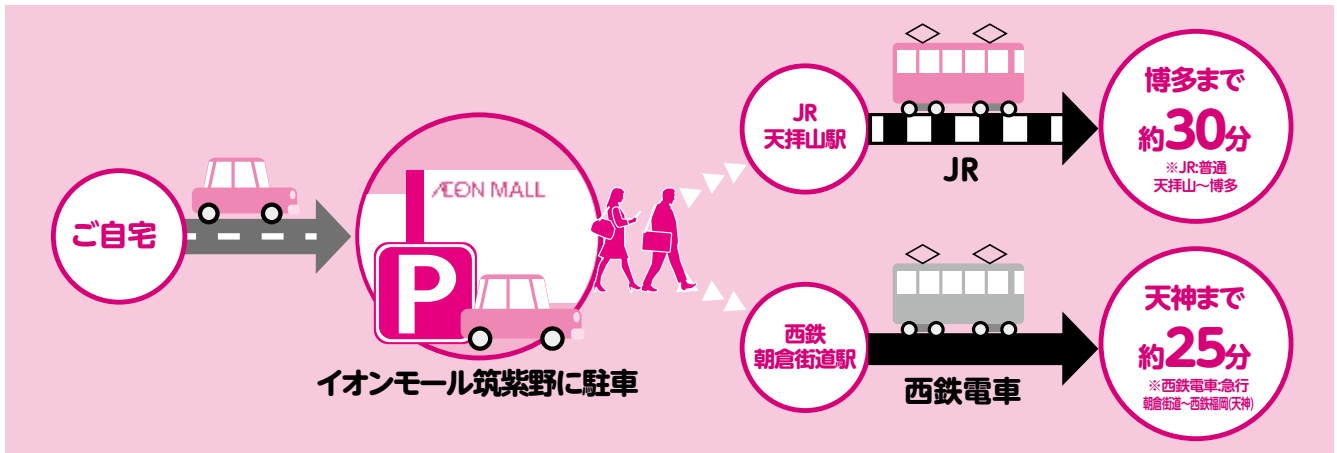 ご自宅
ÆON MALL
P
イオンモール筑紫野に駐車
JR
天拝山駅
JR
博多まで
約30分
※JR:普通
天拝山～博多
西鉄
朝倉街道駅
西鉄電車
天神まで
約25分
※西鉄電車:急行
朝倉街道～西鉄福岡(天神)